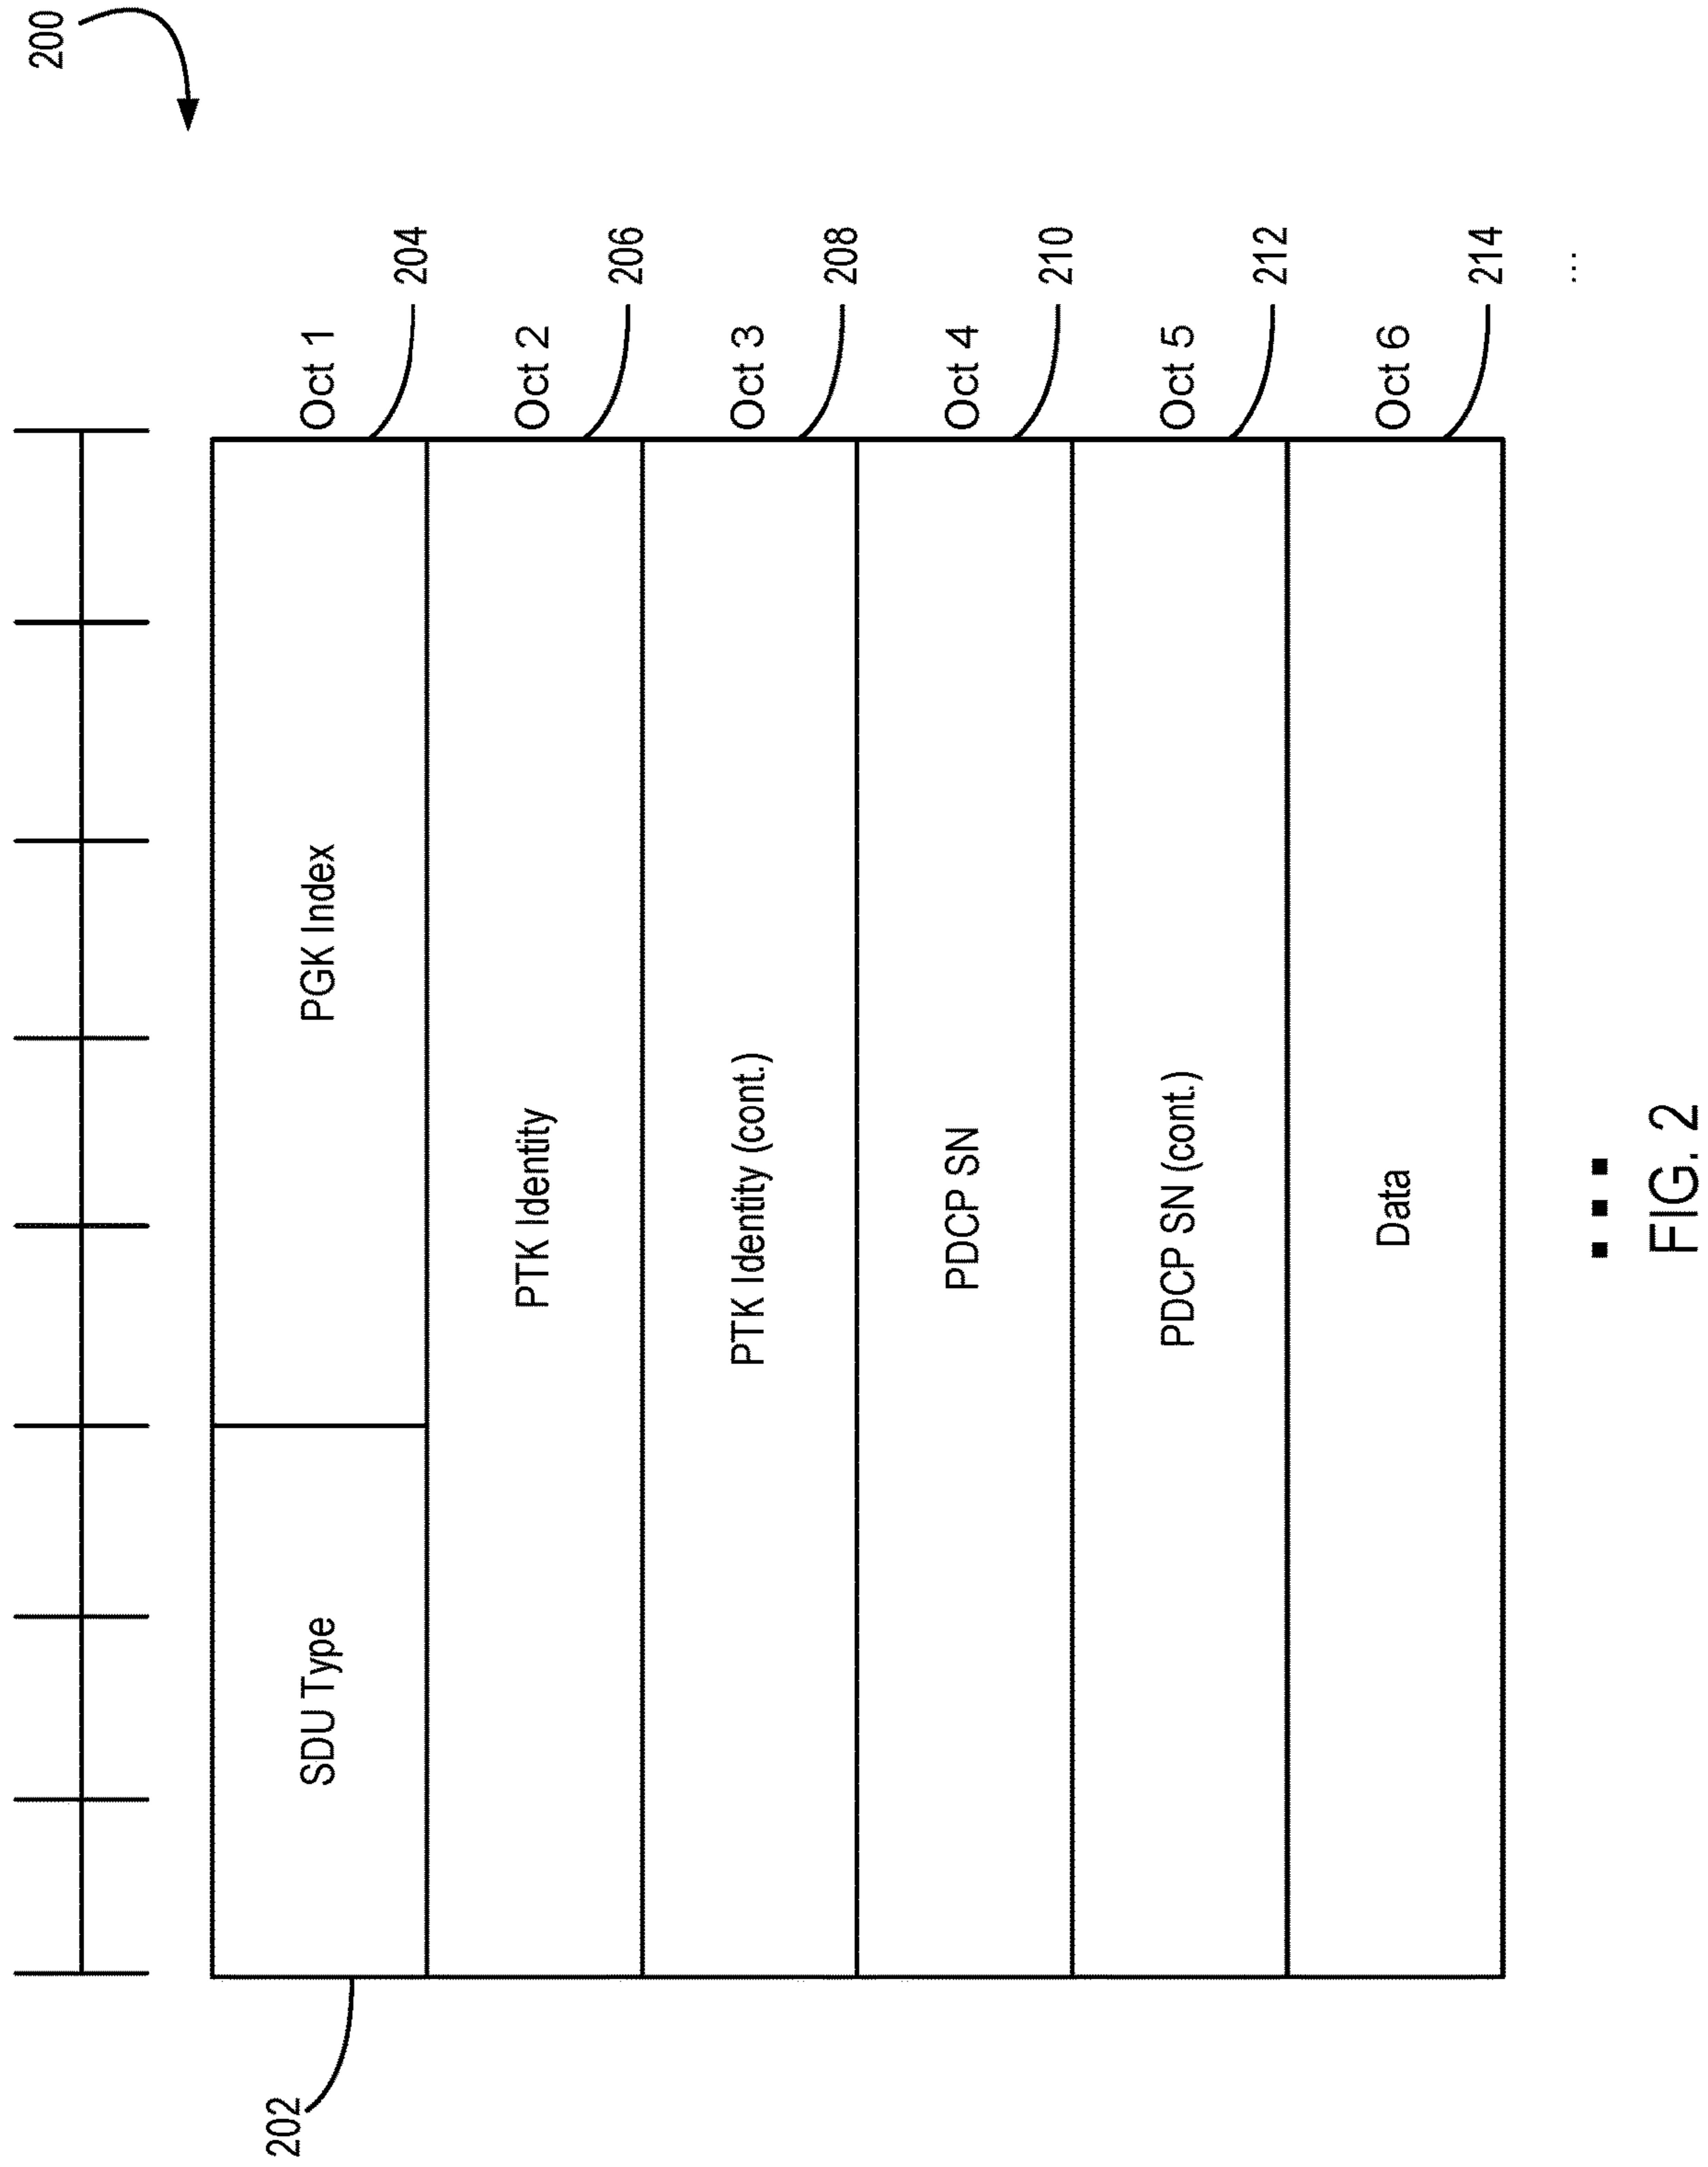 200
202
SDU Type
PGK Index
Oct 1
204
PTK Identity
Oct 2
206
PTK Identity (cont.)
Oct 3
208
PDCP SN
Oct 4
210
PDCP SN (cont.)
Oct 5
212
Data
Oct 6
214
...
FIG. 2